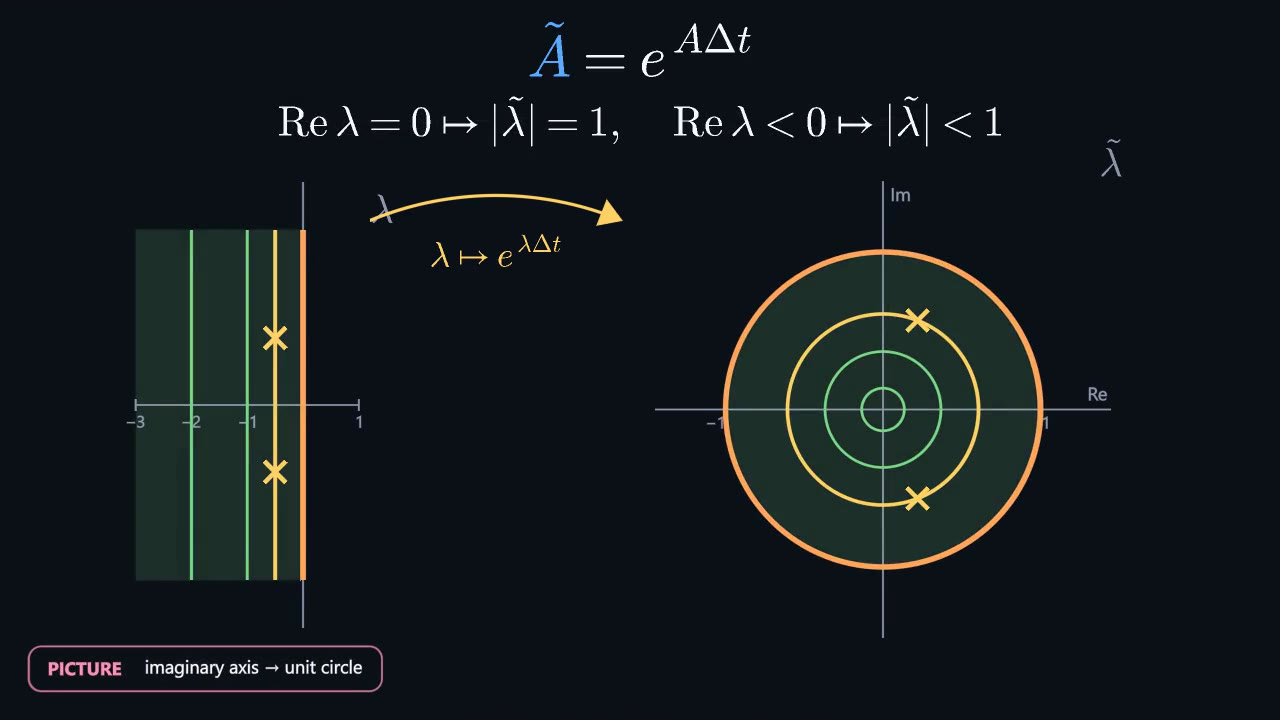 Ã = e^{AΔt}
Re λ = 0 ↦ |λ̃| = 1, Re λ < 0 ↦ |λ̃| < 1
λ̃
λ
Im
λ ↦ e^{λΔt}
Re
−3 −2 −1 1
−1 1
PICTURE imaginary axis → unit circle